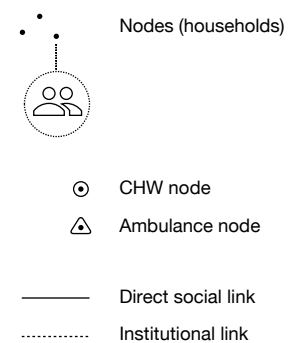 Nodes (households)
CHW node
Ambulance node
Direct social link
Institutional link